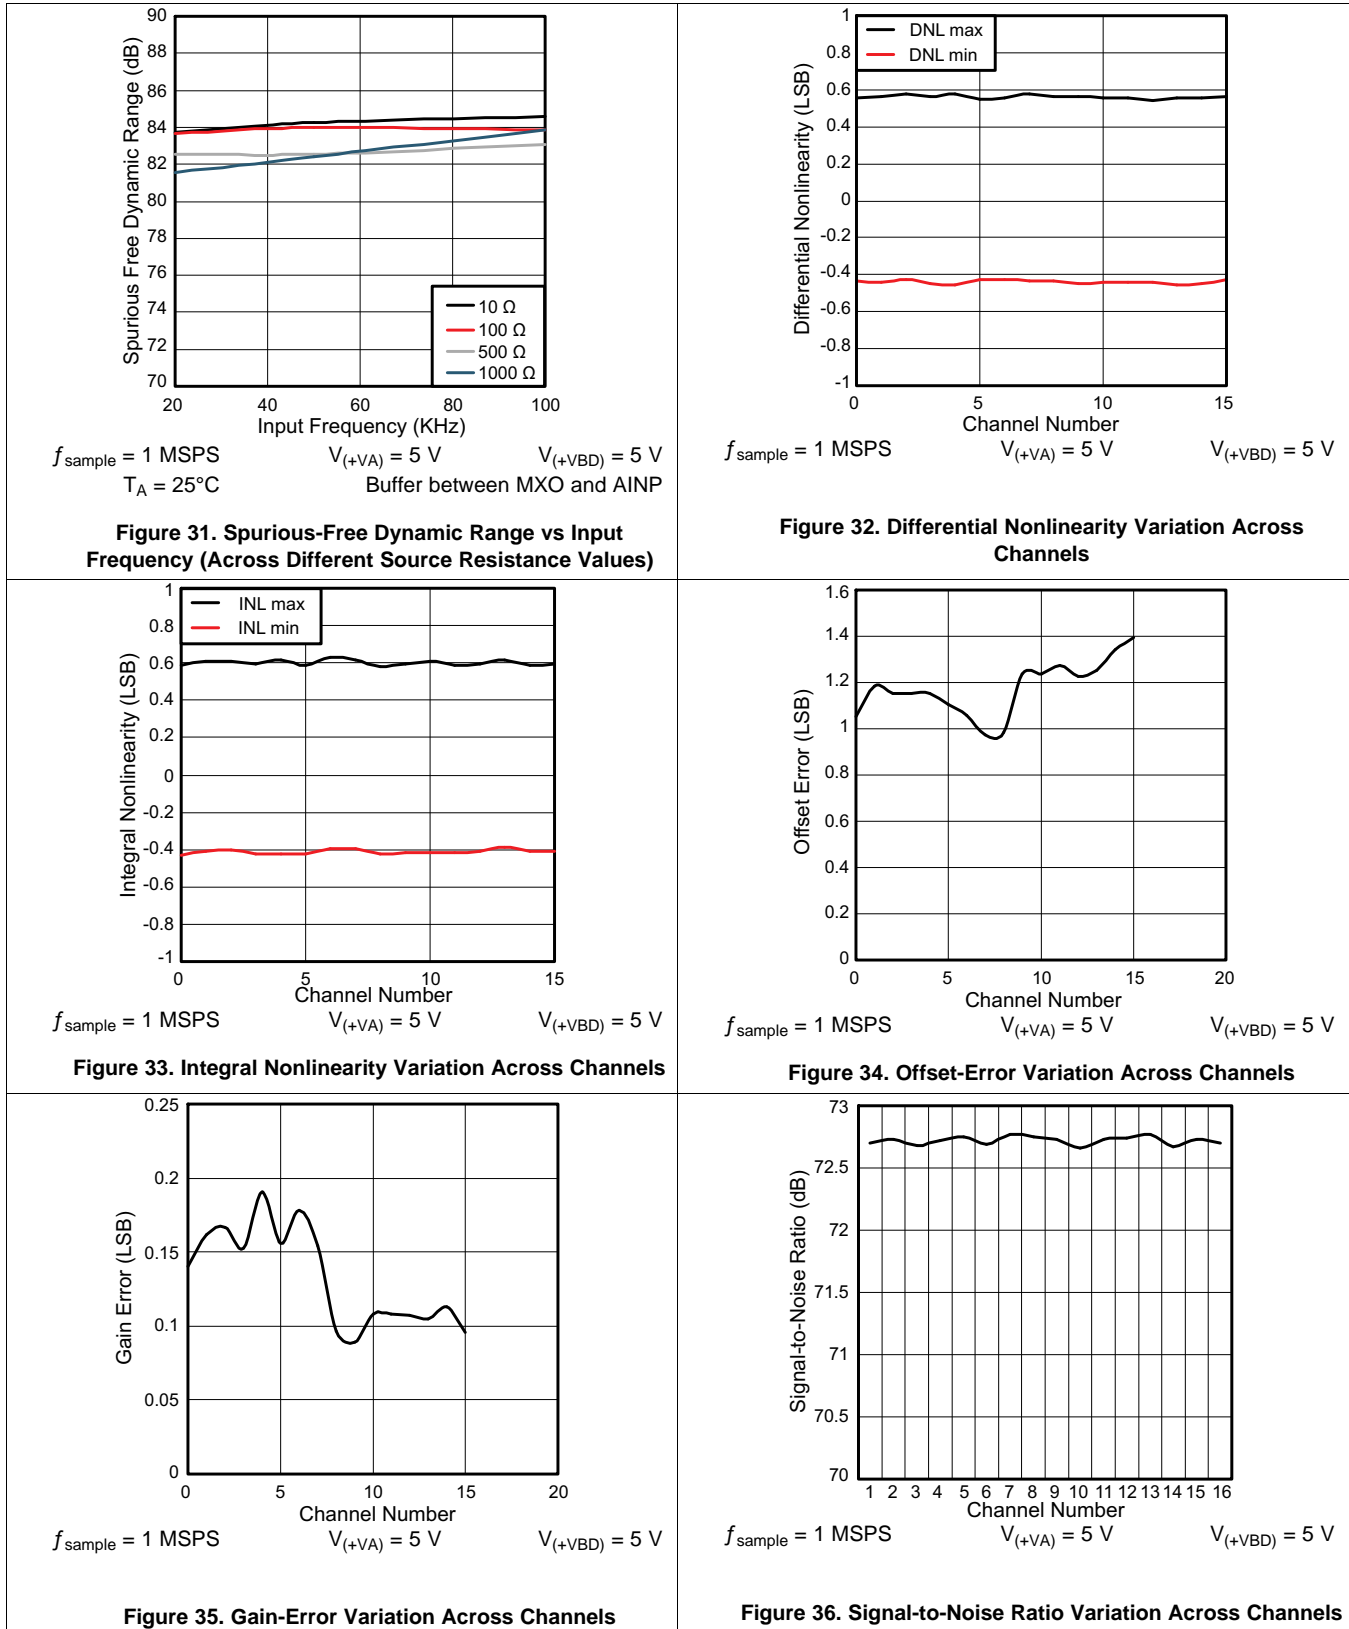 90
88
86
84
82
80
78
76
74
72
70
Spurious Free Dynamic Range (dB)
10 Ω
100 Ω
500 Ω
1000 Ω
20 40 60 80 100
Input Frequency (KHz)
ƒsample = 1 MSPS V(+VA) = 5 V V(+VBD) = 5 V
TA = 25°C Buffer between MXO and AINP
Figure 31. Spurious-Free Dynamic Range vs Input
Frequency (Across Different Source Resistance Values)
1
0.8
0.6
0.4
0.2
0
-0.2
-0.4
-0.6
-0.8
-1
Differential Nonlinearity (LSB)
DNL max
DNL min
0 5 10 15
Channel Number
ƒsample = 1 MSPS V(+VA) = 5 V V(+VBD) = 5 V
Figure 32. Differential Nonlinearity Variation Across
Channels
1
0.8
0.6
0.4
0.2
0
-0.2
-0.4
-0.6
-0.8
-1
Integral Nonlinearity (LSB)
INL max
INL min
0 5 10 15
Channel Number
ƒsample = 1 MSPS V(+VA) = 5 V V(+VBD) = 5 V
Figure 33. Integral Nonlinearity Variation Across Channels
1.6
1.4
1.2
1
0.8
0.6
0.4
0.2
0
Offset Error (LSB)
0 5 10 15 20
Channel Number
ƒsample = 1 MSPS V(+VA) = 5 V V(+VBD) = 5 V
Figure 34. Offset-Error Variation Across Channels
0.25
0.2
0.15
0.1
0.05
0
Gain Error (LSB)
0 5 10 15 20
Channel Number
ƒsample = 1 MSPS V(+VA) = 5 V V(+VBD) = 5 V
Figure 35. Gain-Error Variation Across Channels
73
72.5
72
71.5
71
70.5
70
Signal-to-Noise Ratio (dB)
1 2 3 4 5 6 7 8 9 10 11 12 13 14 15 16
Channel Number
ƒsample = 1 MSPS V(+VA) = 5 V V(+VBD) = 5 V
Figure 36. Signal-to-Noise Ratio Variation Across Channels